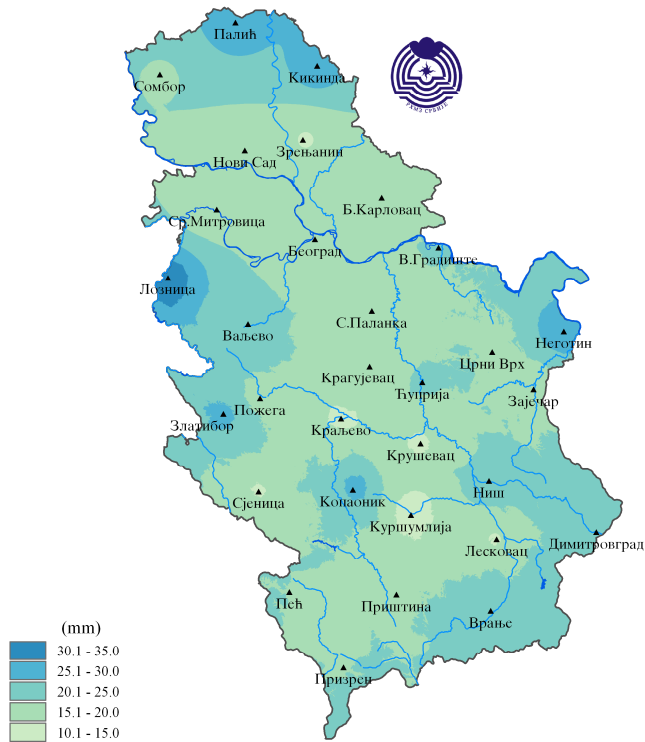 Палић
Кикинда
Сомбор
РХМЗ СРБИЈЕ
Зрењанин
Нови Сад
Б.Карловац
Ср.Митровица
Београд
В.Градиште
Лозница
С.Паланка
Ваљево
Неготин
Црни Врх
Крагујевац
Ћуприја
Зајечар
Пожега
Златибор
Краљево
Крушевац
Ниш
Сјеница
Копаоник
Куршумлија
Лесковац
Димитровград
Пећ
Приштина
Врање
Призрен
(mm)
30.1 - 35.0
25.1 - 30.0
20.1 - 25.0
15.1 - 20.0
10.1 - 15.0